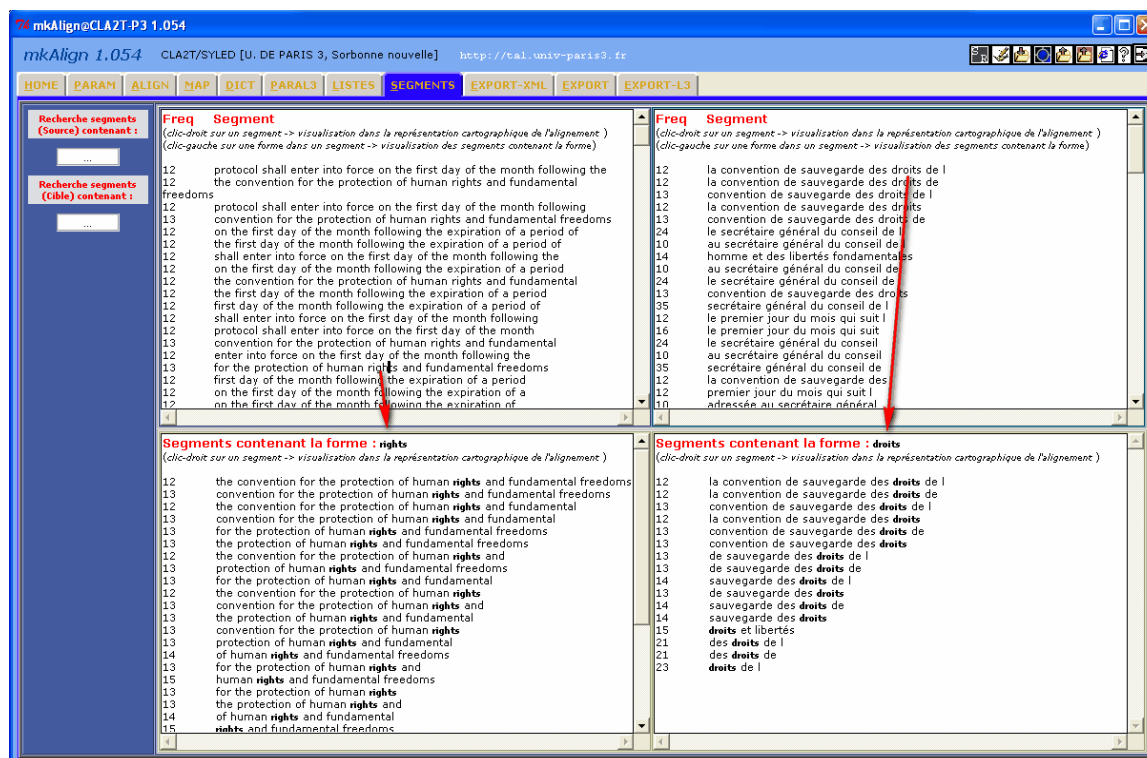 mkAlign@CLA2T-P3 1.054
mkAlign 1.054 CLA2T/SYLED [U. DE PARIS 3, Sorbonne nouvelle] http://tal.univ-paris3.fr
HOME PARAM ALIGN MAP DICT PARAL3 LISTES SEGMENTS EXPORT-XML EXPORT EXPORT-L3
Recherche segments
(Source) contenant :
...
Recherche segments
(Cible) contenant :
...
Freq Segment
(clic-droit sur un segment -> visualisation dans la représentation cartographique de l'alignement )
(clic-gauche sur une forme dans un segment -> visualisation des segments contenant la forme)
12 protocol shall enter into force on the first day of the month following the
12 the convention for the protection of human rights and fundamental
freedoms
12 protocol shall enter into force on the first day of the month following
13 convention for the protection of human rights and fundamental freedoms
12 on the first day of the month following the expiration of a period of
12 the first day of the month following the expiration of a period of
12 shall enter into force on the first day of the month following the
12 on the first day of the month following the expiration of a period
12 the convention for the protection of human rights and fundamental
12 the first day of the month following the expiration of a period
12 first day of the month following the expiration of a period of
12 shall enter into force on the first day of the month following
12 protocol shall enter into force on the first day of the month
13 convention for the protection of human rights and fundamental
12 enter into force on the first day of the month following the
13 for the protection of human rights and fundamental freedoms
12 first day of the month following the expiration of a period
12 on the first day of the month following the expiration of a
12 on the first day of the month following the expiration of
Freq Segment
(clic-droit sur un segment -> visualisation dans la représentation cartographique de l'alignement )
(clic-gauche sur une forme dans un segment -> visualisation des segments contenant la forme)
12 la convention de sauvegarde des droits de l
12 la convention de sauvegarde des droits de
13 convention de sauvegarde des droits de l
12 la convention de sauvegarde des droits
13 convention de sauvegarde des droits de
24 le secrétaire général du conseil de l
10 au secrétaire général du conseil de l
14 homme et des libertés fondamentales
10 au secrétaire général du conseil de
24 le secrétaire général du conseil de
13 convention de sauvegarde des droits
35 secrétaire général du conseil de l
12 le premier jour du mois qui suit l
16 le premier jour du mois qui suit
24 le secrétaire général du conseil
10 au secrétaire général du conseil
35 secrétaire général du conseil de
12 la convention de sauvegarde des
12 premier jour du mois qui suit l
10 adressée au secrétaire général
Segments contenant la forme : rights
(clic-droit sur un segment -> visualisation dans la représentation cartographique de l'alignement )
12 the convention for the protection of human rights and fundamental freedoms
13 convention for the protection of human rights and fundamental freedoms
12 the convention for the protection of human rights and fundamental
13 convention for the protection of human rights and fundamental
13 for the protection of human rights and fundamental freedoms
13 the protection of human rights and fundamental freedoms
12 the convention for the protection of human rights and
13 protection of human rights and fundamental freedoms
13 for the protection of human rights and fundamental
12 the convention for the protection of human rights
13 convention for the protection of human rights and
13 the protection of human rights and fundamental
13 convention for the protection of human rights
13 protection of human rights and fundamental
14 of human rights and fundamental freedoms
13 for the protection of human rights and
15 human rights and fundamental freedoms
13 for the protection of human rights
13 the protection of human rights and
14 of human rights and fundamental
15 rights and fundamental freedoms
Segments contenant la forme : droits
(clic-droit sur un segment -> visualisation dans la représentation cartographique de l'alignement )
12 la convention de sauvegarde des droits de l
12 la convention de sauvegarde des droits de
13 convention de sauvegarde des droits de l
12 la convention de sauvegarde des droits
13 convention de sauvegarde des droits de
13 convention de sauvegarde des droits
13 de sauvegarde des droits de l
13 de sauvegarde des droits de
14 sauvegarde des droits de l
13 de sauvegarde des droits
14 sauvegarde des droits de
14 sauvegarde des droits
15 droits et libertés
21 des droits de l
21 des droits de
23 droits de l